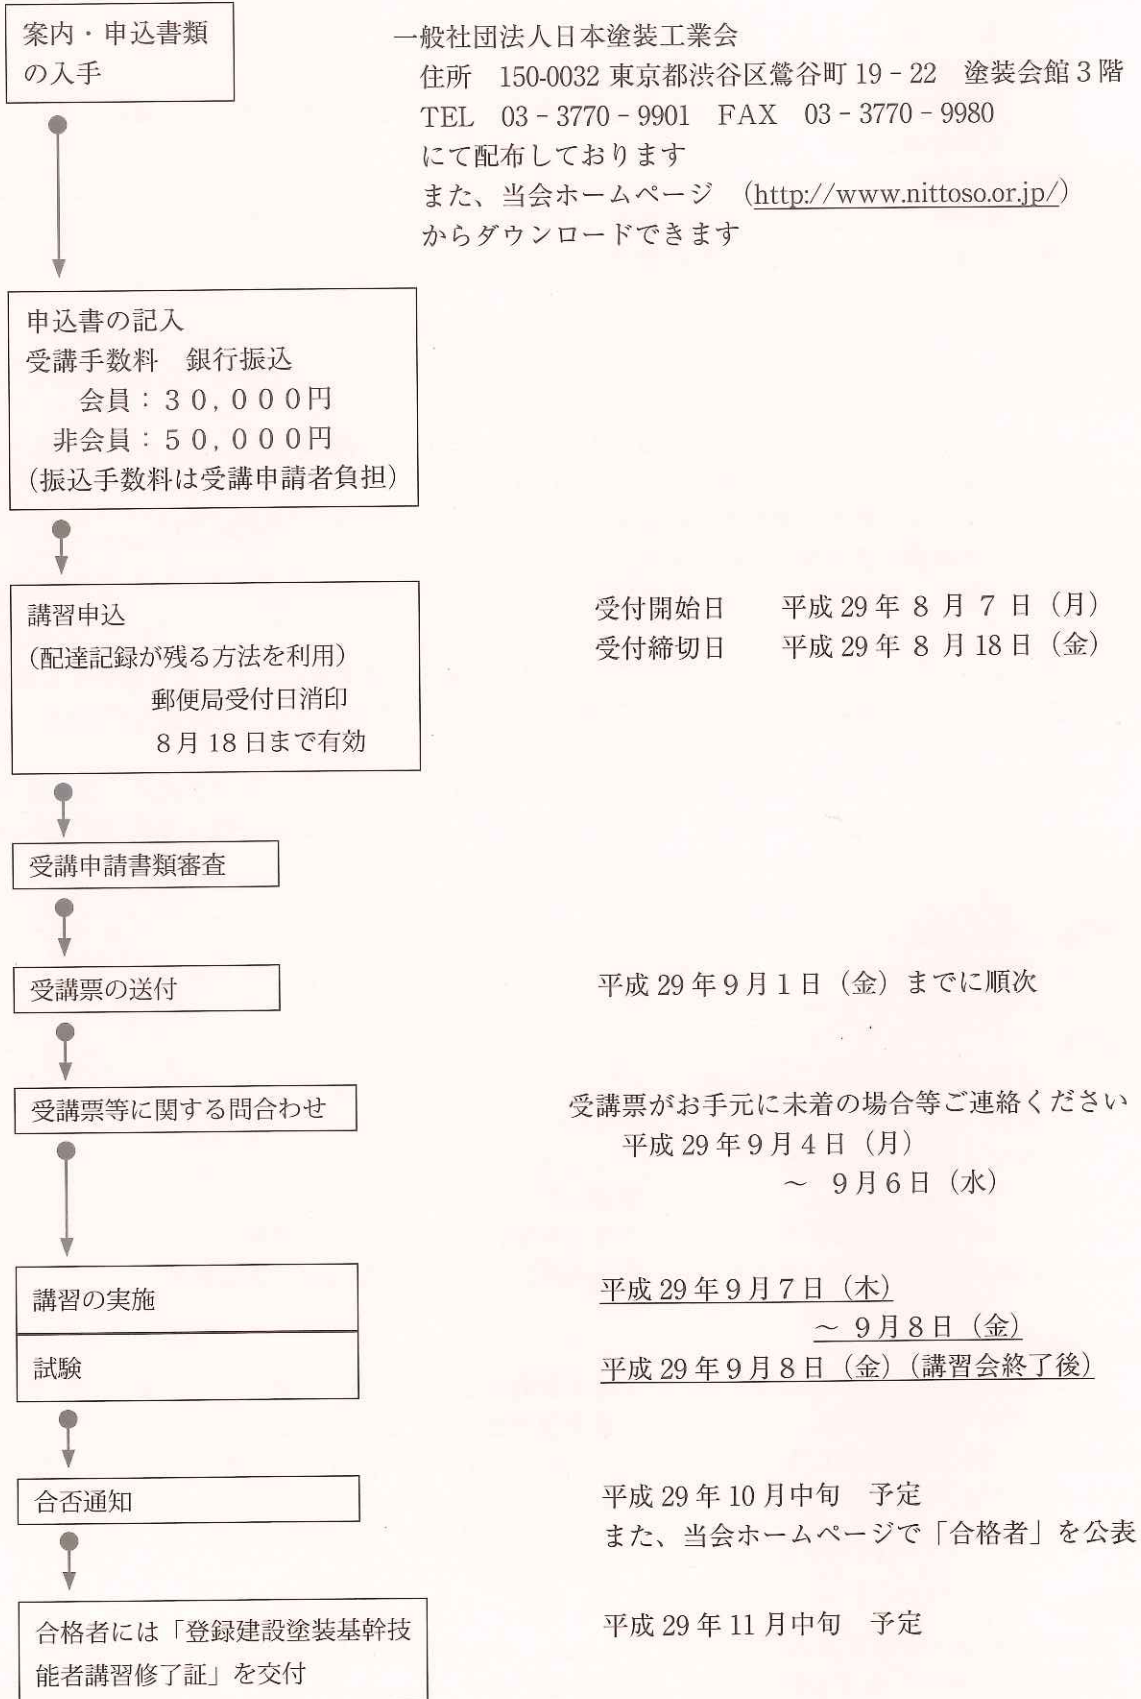 案内・申込書類
の入手
一般社団法人日本塗装工業会
住所　150-0032 東京都渋谷区鶯谷町 19－22　塗装会館３階
TEL　03－3770－9901　FAX　03－3770－9980
にて配布しております
また、当会ホームページ　（http://www.nittoso.or.jp/）
からダウンロードできます
申込書の記入
受講手数料　銀行振込
会員：３０,０００円
非会員：５０,０００円
（振込手数料は受講申請者負担）
講習申込
（配達記録が残る方法を利用）
郵便局受付日消印
８月 18 日まで有効
受付開始日　　平成 29 年 ８ 月 ７ 日（月）
受付締切日　　平成 29 年 ８ 月 18 日（金）
受講申請書類審査
受講票の送付
平成 29 年９月１日（金）までに順次
受講票等に関する問合わせ
受講票がお手元に未着の場合等ご連絡ください
平成 29 年９月４日（月）
～　９月６日（水）
講習の実施
平成 29 年９月７日（木）
～ ９月８日（金）
試験
平成 29 年９月８日（金）（講習会終了後）
合否通知
平成 29 年 10 月中旬　予定
また、当会ホームページで「合格者」を公表
合格者には「登録建設塗装基幹技
能者講習修了証」を交付
平成 29 年 11 月中旬　予定